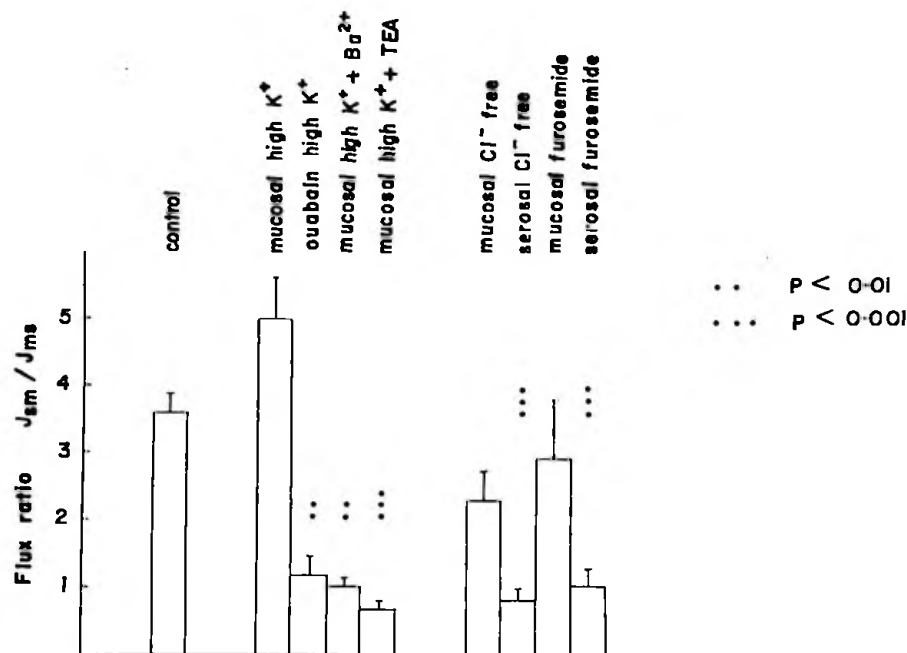 control
mucosal high K+
ouabain high K+
mucosal high K+ + Ba2+
mucosal high K+ + TEA
mucosal Cl− free
serosal Cl− free
mucosal furosemide
serosal furosemide
•• P < 0·01
••• P < 0·001
Flux ratio Jsm / Jms
5
4
3
2
1